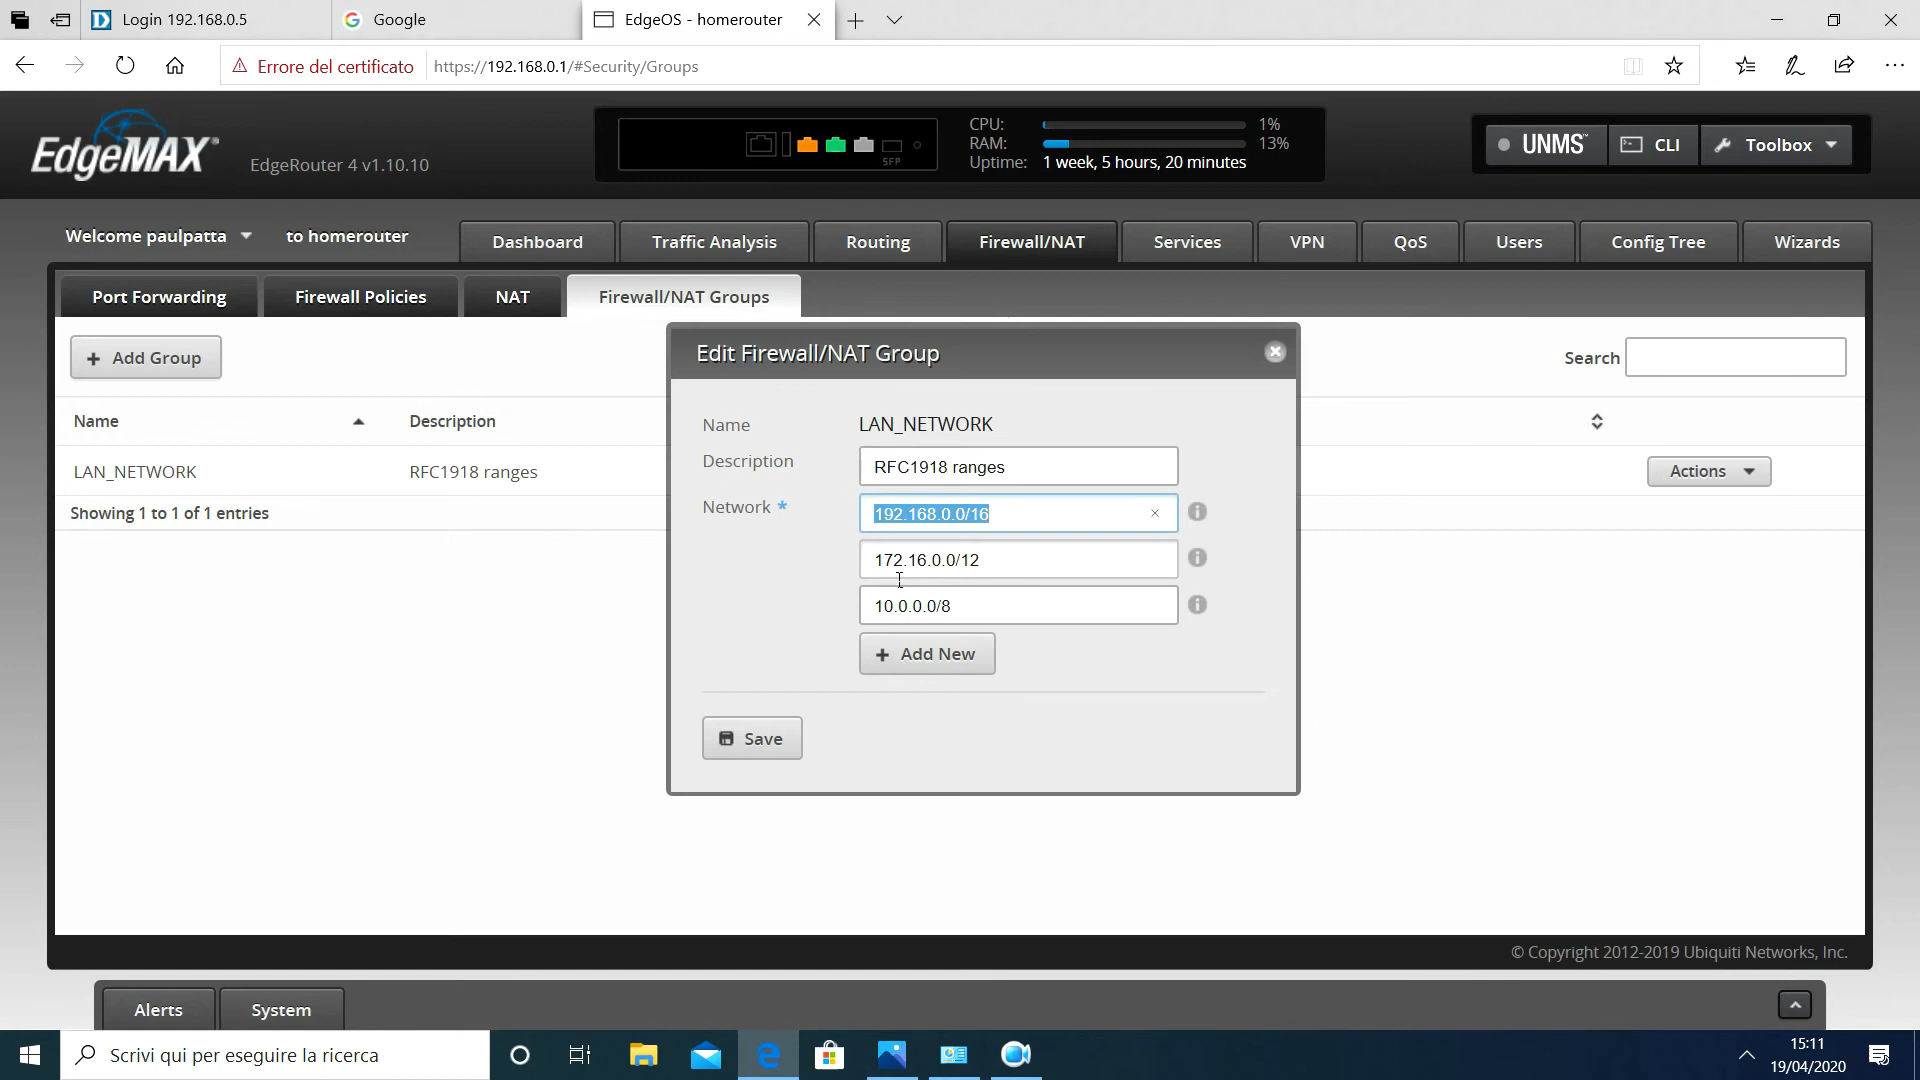 Login 192.168.0.5
Google
EdgeOS - homerouter
Errore del certificato
https://192.168.0.1/#Security/Groups
EdgeMAX®
EdgeRouter 4 v1.10.10
SFP
CPU: 1%
RAM: 13%
Uptime: 1 week, 5 hours, 20 minutes
UNMS™
CLI
Toolbox
Welcome paulpatta
to homerouter
Dashboard
Traffic Analysis
Routing
Firewall/NAT
Services
VPN
QoS
Users
Config Tree
Wizards
Port Forwarding
Firewall Policies
NAT
Firewall/NAT Groups
+ Add Group
Search
Name
Description
LAN_NETWORK
RFC1918 ranges
Actions
Showing 1 to 1 of 1 entries
Edit Firewall/NAT Group
Name LAN_NETWORK
Description RFC1918 ranges
Network * 192.168.0.0/16
172.16.0.0/12
10.0.0.0/8
+ Add New
Save
© Copyright 2012-2019 Ubiquiti Networks, Inc.
Alerts
System
Scrivi qui per eseguire la ricerca
15:11
19/04/2020